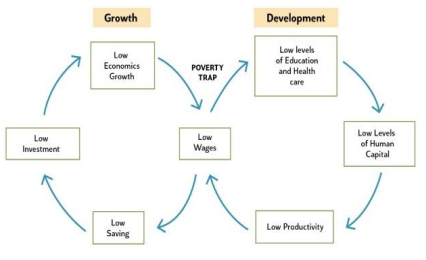 Growth
Development
Low
Economics
Growth
POVERTY
TRAP
Low levels
of Education
and Health
care
Low
Investment
Low
Wages
Low Levels
of Human
Capital
Low
Saving
Low Productivity